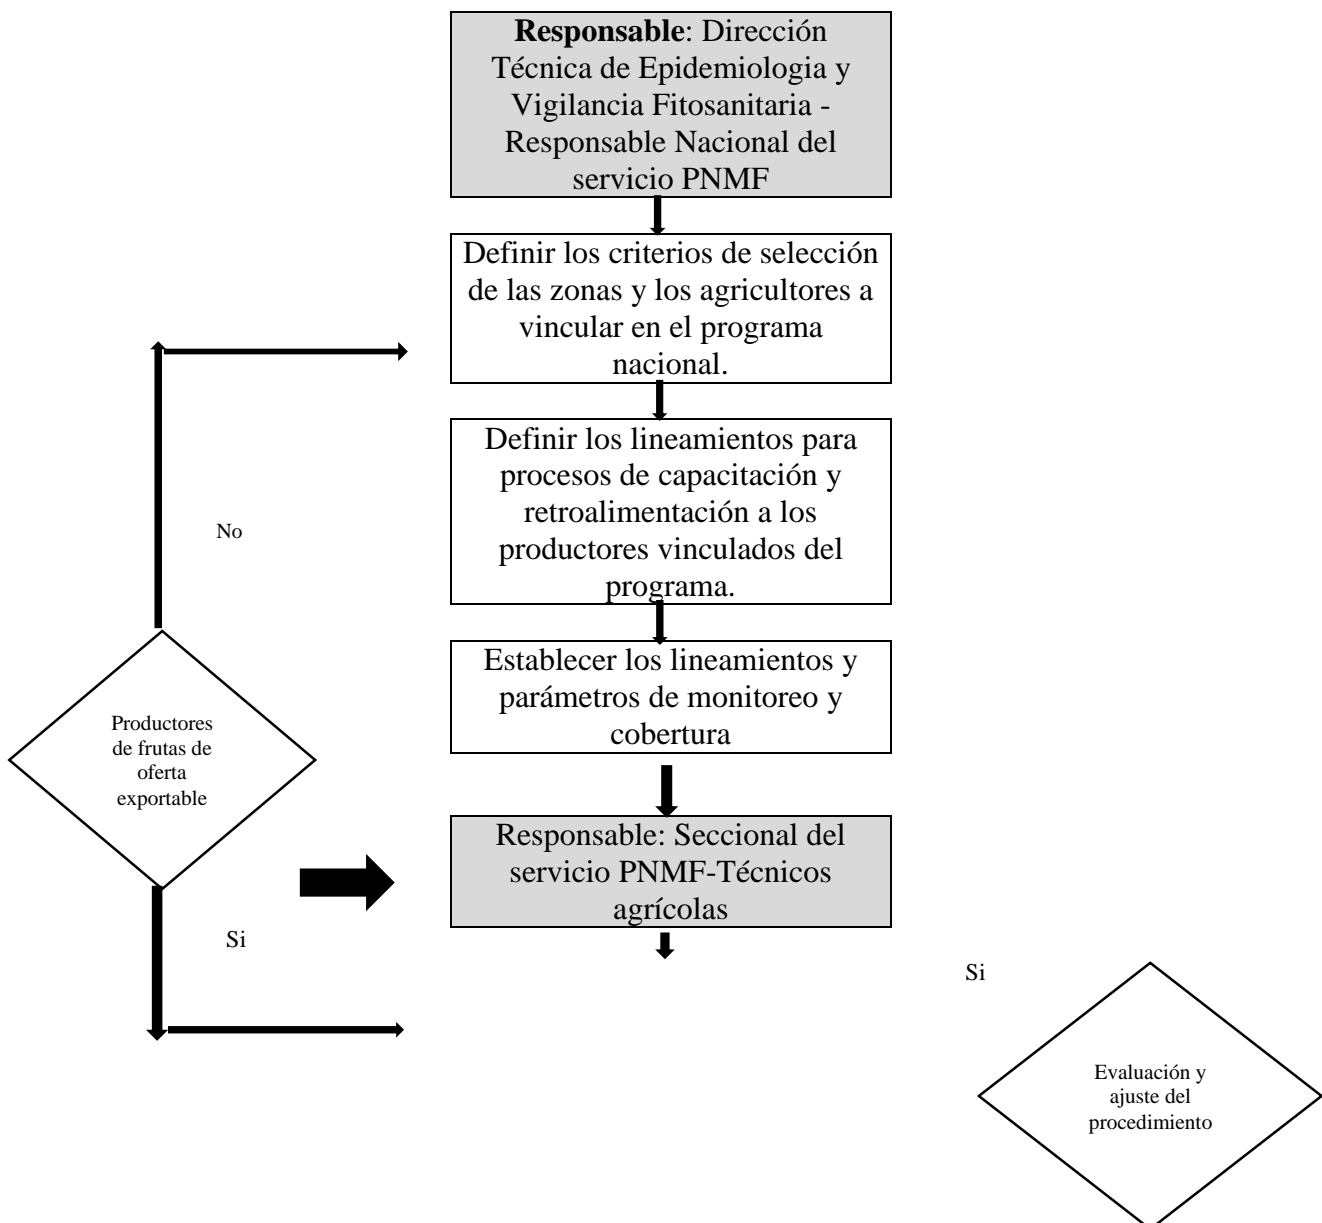 Responsable: Dirección
Técnica de Epidemiologia y
Vigilancia Fitosanitaria -
Responsable Nacional del
servicio PNMF
Definir los criterios de selección
de las zonas y los agricultores a
vincular en el programa
nacional.
Definir los lineamientos para
procesos de capacitación y
retroalimentación a los
productores vinculados del
programa.
No
Establecer los lineamientos y
parámetros de monitoreo y
cobertura
Productores
de frutas de
oferta
exportable
Responsable: Seccional del
servicio PNMF-Técnicos
agrícolas
Si
Si
Evaluación y
ajuste del
procedimiento